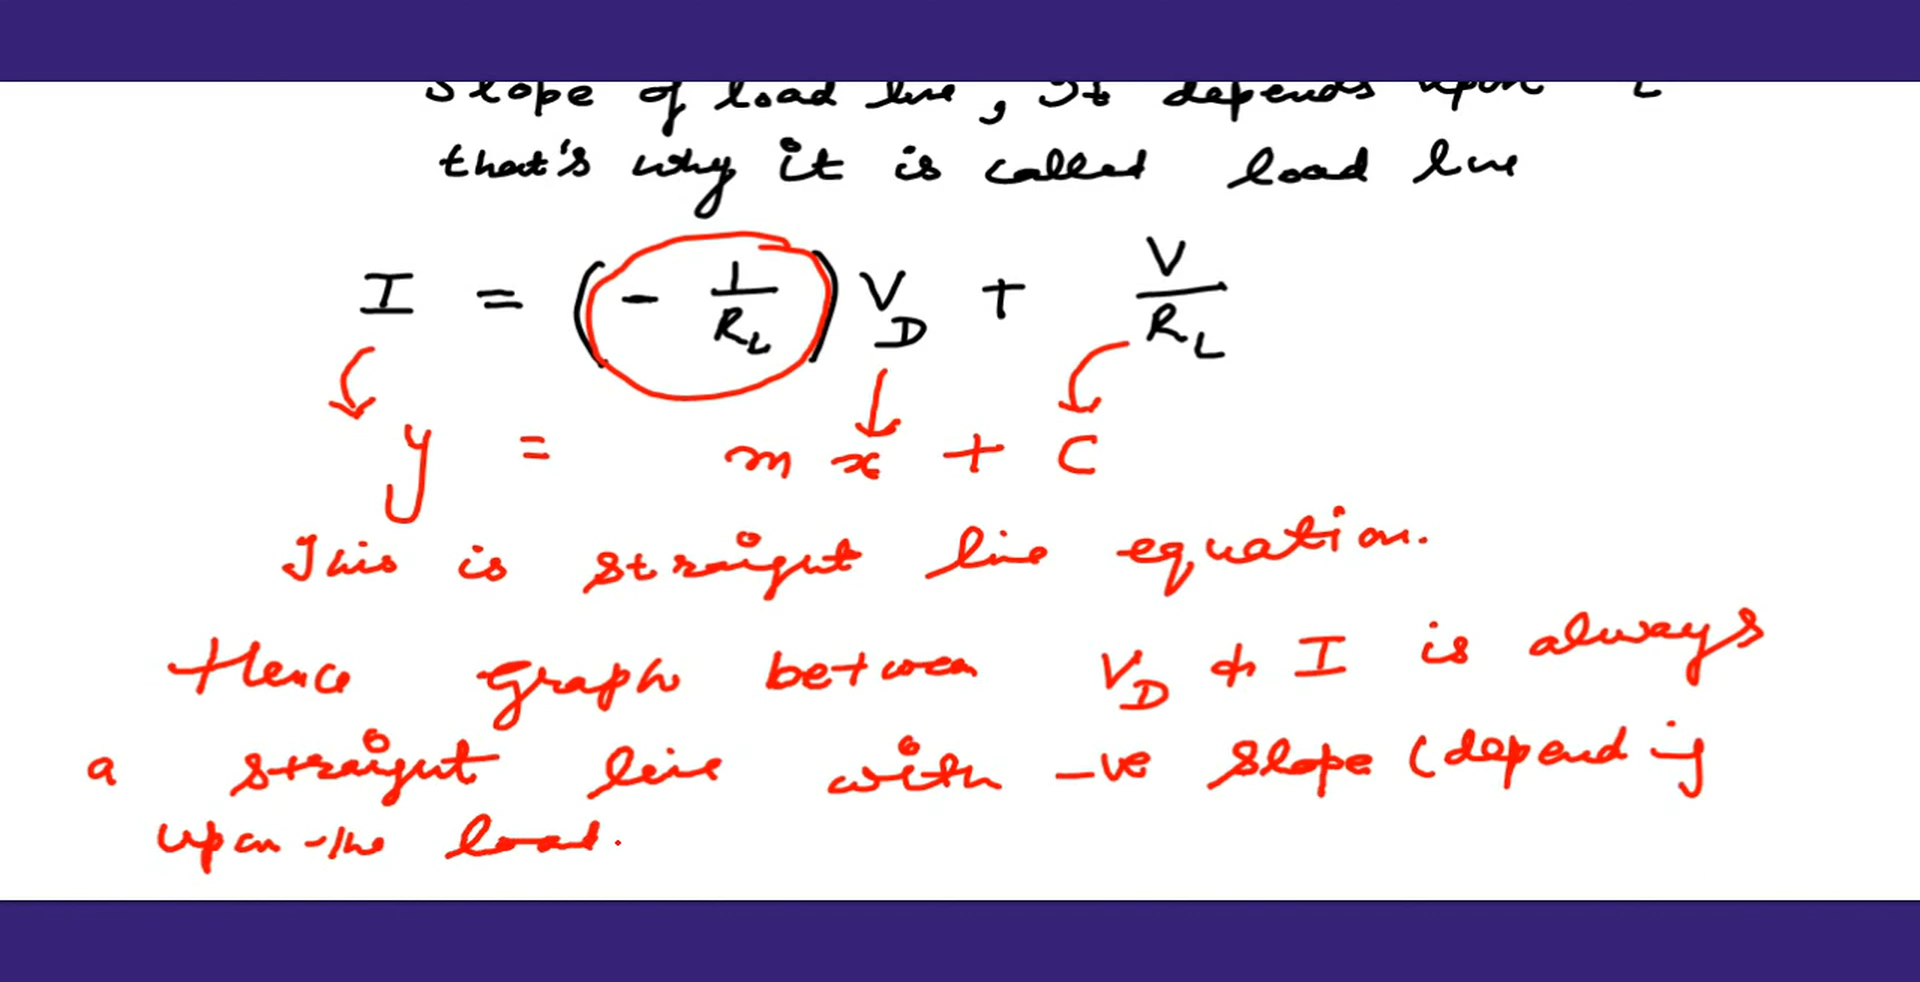 Slope of load line, It depends upon
that's why it is called load line
I = (- 1/R_L) V_D + V/R_L
y = m x + C
This is straight line equation.
Hence graph between V_D & I is always
a straight line with -ve slope (depending
upon the load.